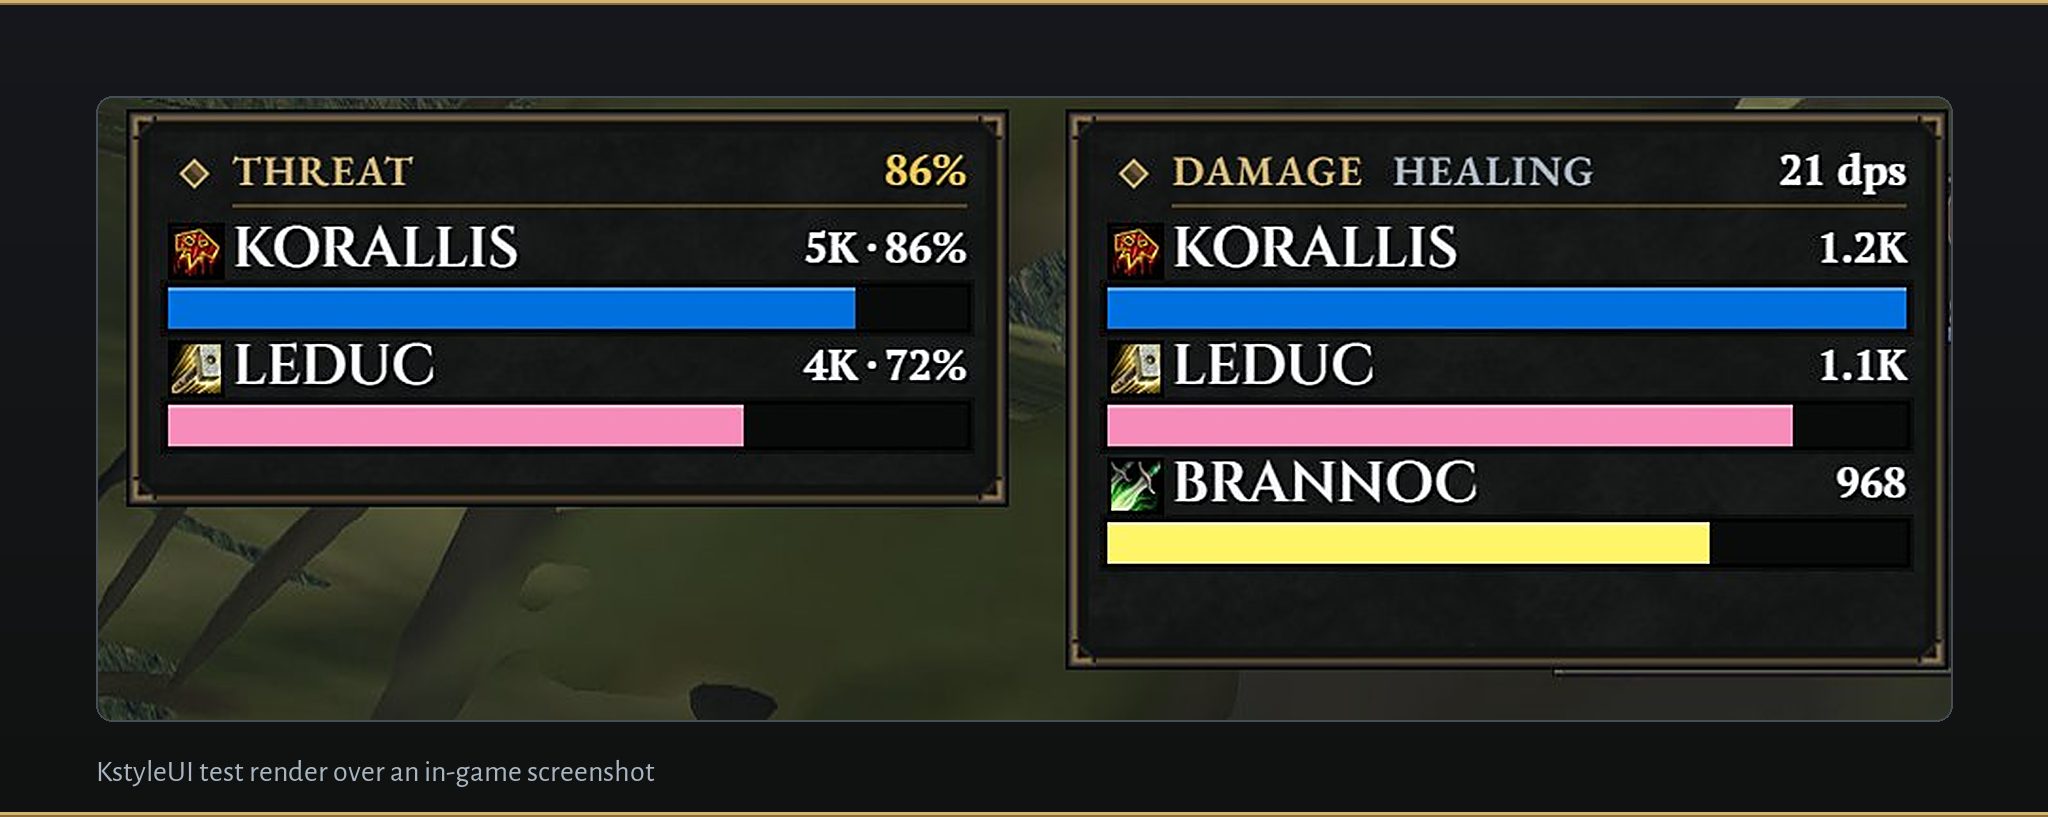 THREAT 86%
KORALLIS 5K · 86%
LEDUC 4K · 72%
DAMAGE HEALING 21 dps
KORALLIS 1.2K
LEDUC 1.1K
BRANNOC 968
KstyleUI test render over an in-game screenshot